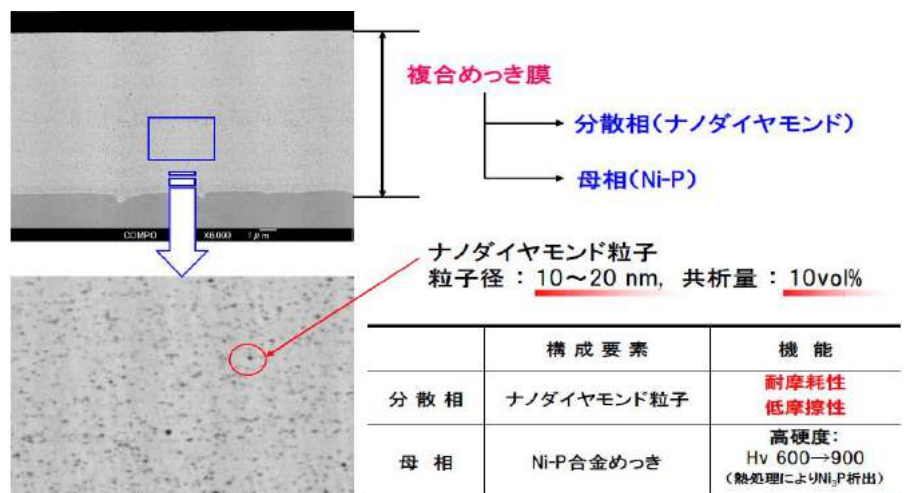 複合めっき膜
分散相(ナノダイヤモンド)
母相(Ni-P)
COMPO X6,000 1μm
ナノダイヤモンド粒子
粒子径:10~20 nm, 共析量:10vol%
構成要素 機能
分散相 ナノダイヤモンド粒子 耐摩耗性
低摩擦性
母相 Ni-P合金めっき 高硬度:
Hv 600→900
(熱処理によりNi₃P析出)